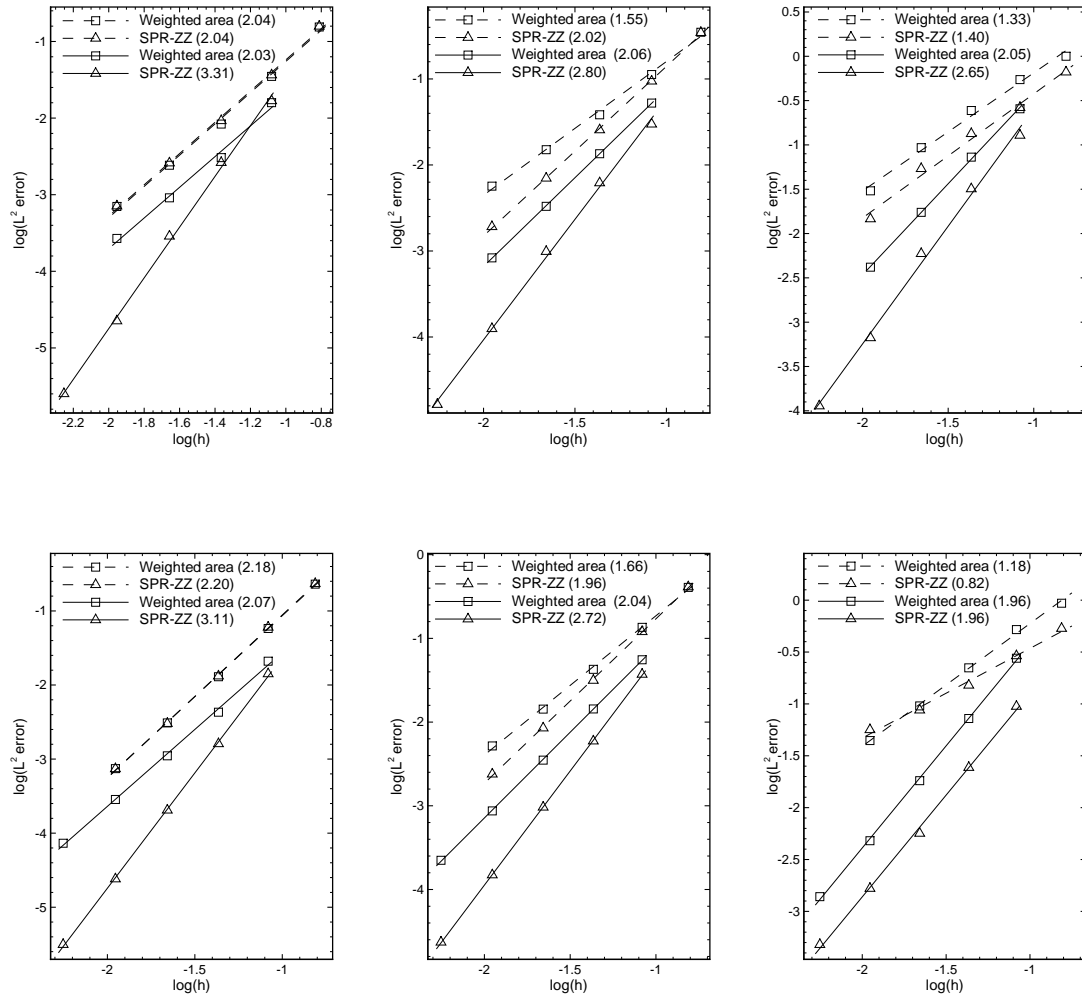 Weighted area (2.04)
SPR-ZZ (2.04)
Weighted area (2.03)
SPR-ZZ (3.31)
log(L² error)
-1
-2
-3
-4
-5
-2.2 -2 -1.8 -1.6 -1.4 -1.2 -1 -0.8
log(h)
Weighted area (1.55)
SPR-ZZ (2.02)
Weighted area (2.06)
SPR-ZZ (2.80)
log(L² error)
-1
-2
-3
-4
-2 -1.5 -1
log(h)
Weighted area (1.33)
SPR-ZZ (1.40)
Weighted area (2.05)
SPR-ZZ (2.65)
log(L² error)
0.5
0
-0.5
-1
-1.5
-2
-2.5
-3
-3.5
-4
-2 -1.5 -1
log(h)
Weighted area (2.18)
SPR-ZZ (2.20)
Weighted area (2.07)
SPR-ZZ (3.11)
log(L² error)
-1
-2
-3
-4
-5
-2 -1.5 -1
log(h)
Weighted area (1.66)
SPR-ZZ (1.96)
Weighted area (2.04)
SPR-ZZ (2.72)
log(L² error)
0
-1
-2
-3
-4
-2 -1.5 -1
log(h)
Weighted area (1.18)
SPR-ZZ (0.82)
Weighted area (1.96)
SPR-ZZ (1.96)
log(L² error)
0
-0.5
-1
-1.5
-2
-2.5
-3
-2 -1.5 -1
log(h)